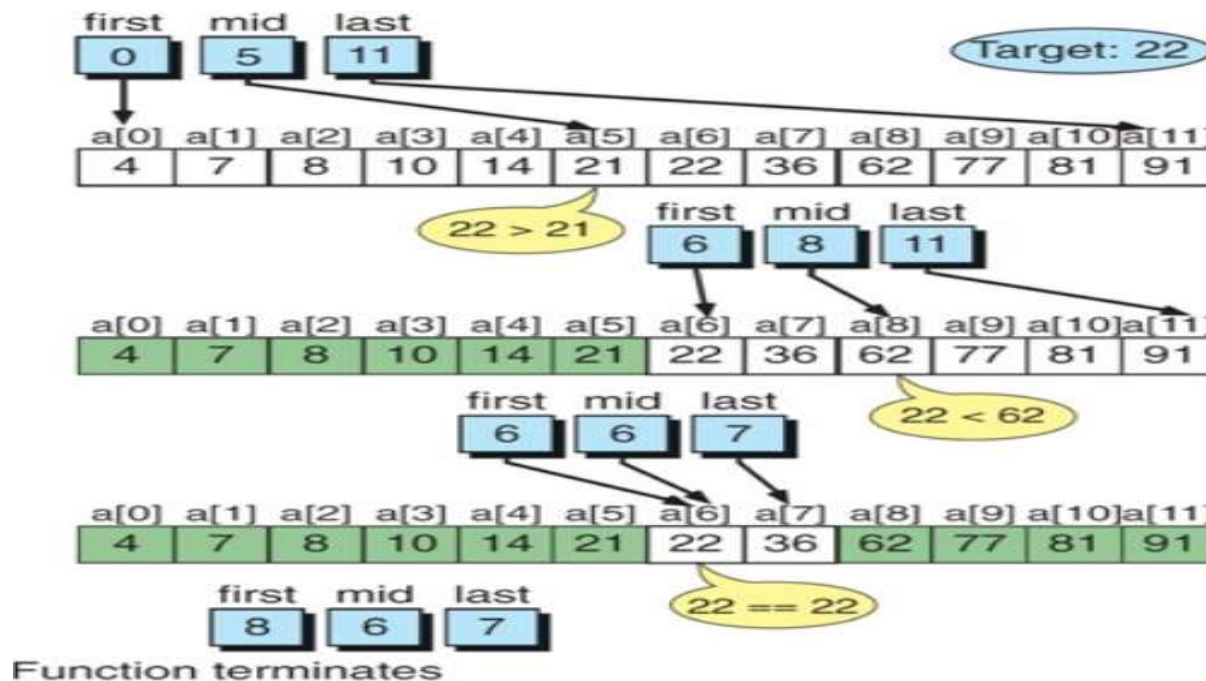 first mid last
0 5 11
Target: 22
a[0] a[1] a[2] a[3] a[4] a[5] a[6] a[7] a[8] a[9] a[10] a[11]
4 7 8 10 14 21 22 36 62 77 81 91
22 > 21
first mid last
6 8 11
a[0] a[1] a[2] a[3] a[4] a[5] a[6] a[7] a[8] a[9] a[10] a[11]
4 7 8 10 14 21 22 36 62 77 81 91
22 < 62
first mid last
6 6 7
a[0] a[1] a[2] a[3] a[4] a[5] a[6] a[7] a[8] a[9] a[10] a[11]
4 7 8 10 14 21 22 36 62 77 81 91
22 == 22
first mid last
8 6 7
Function terminates